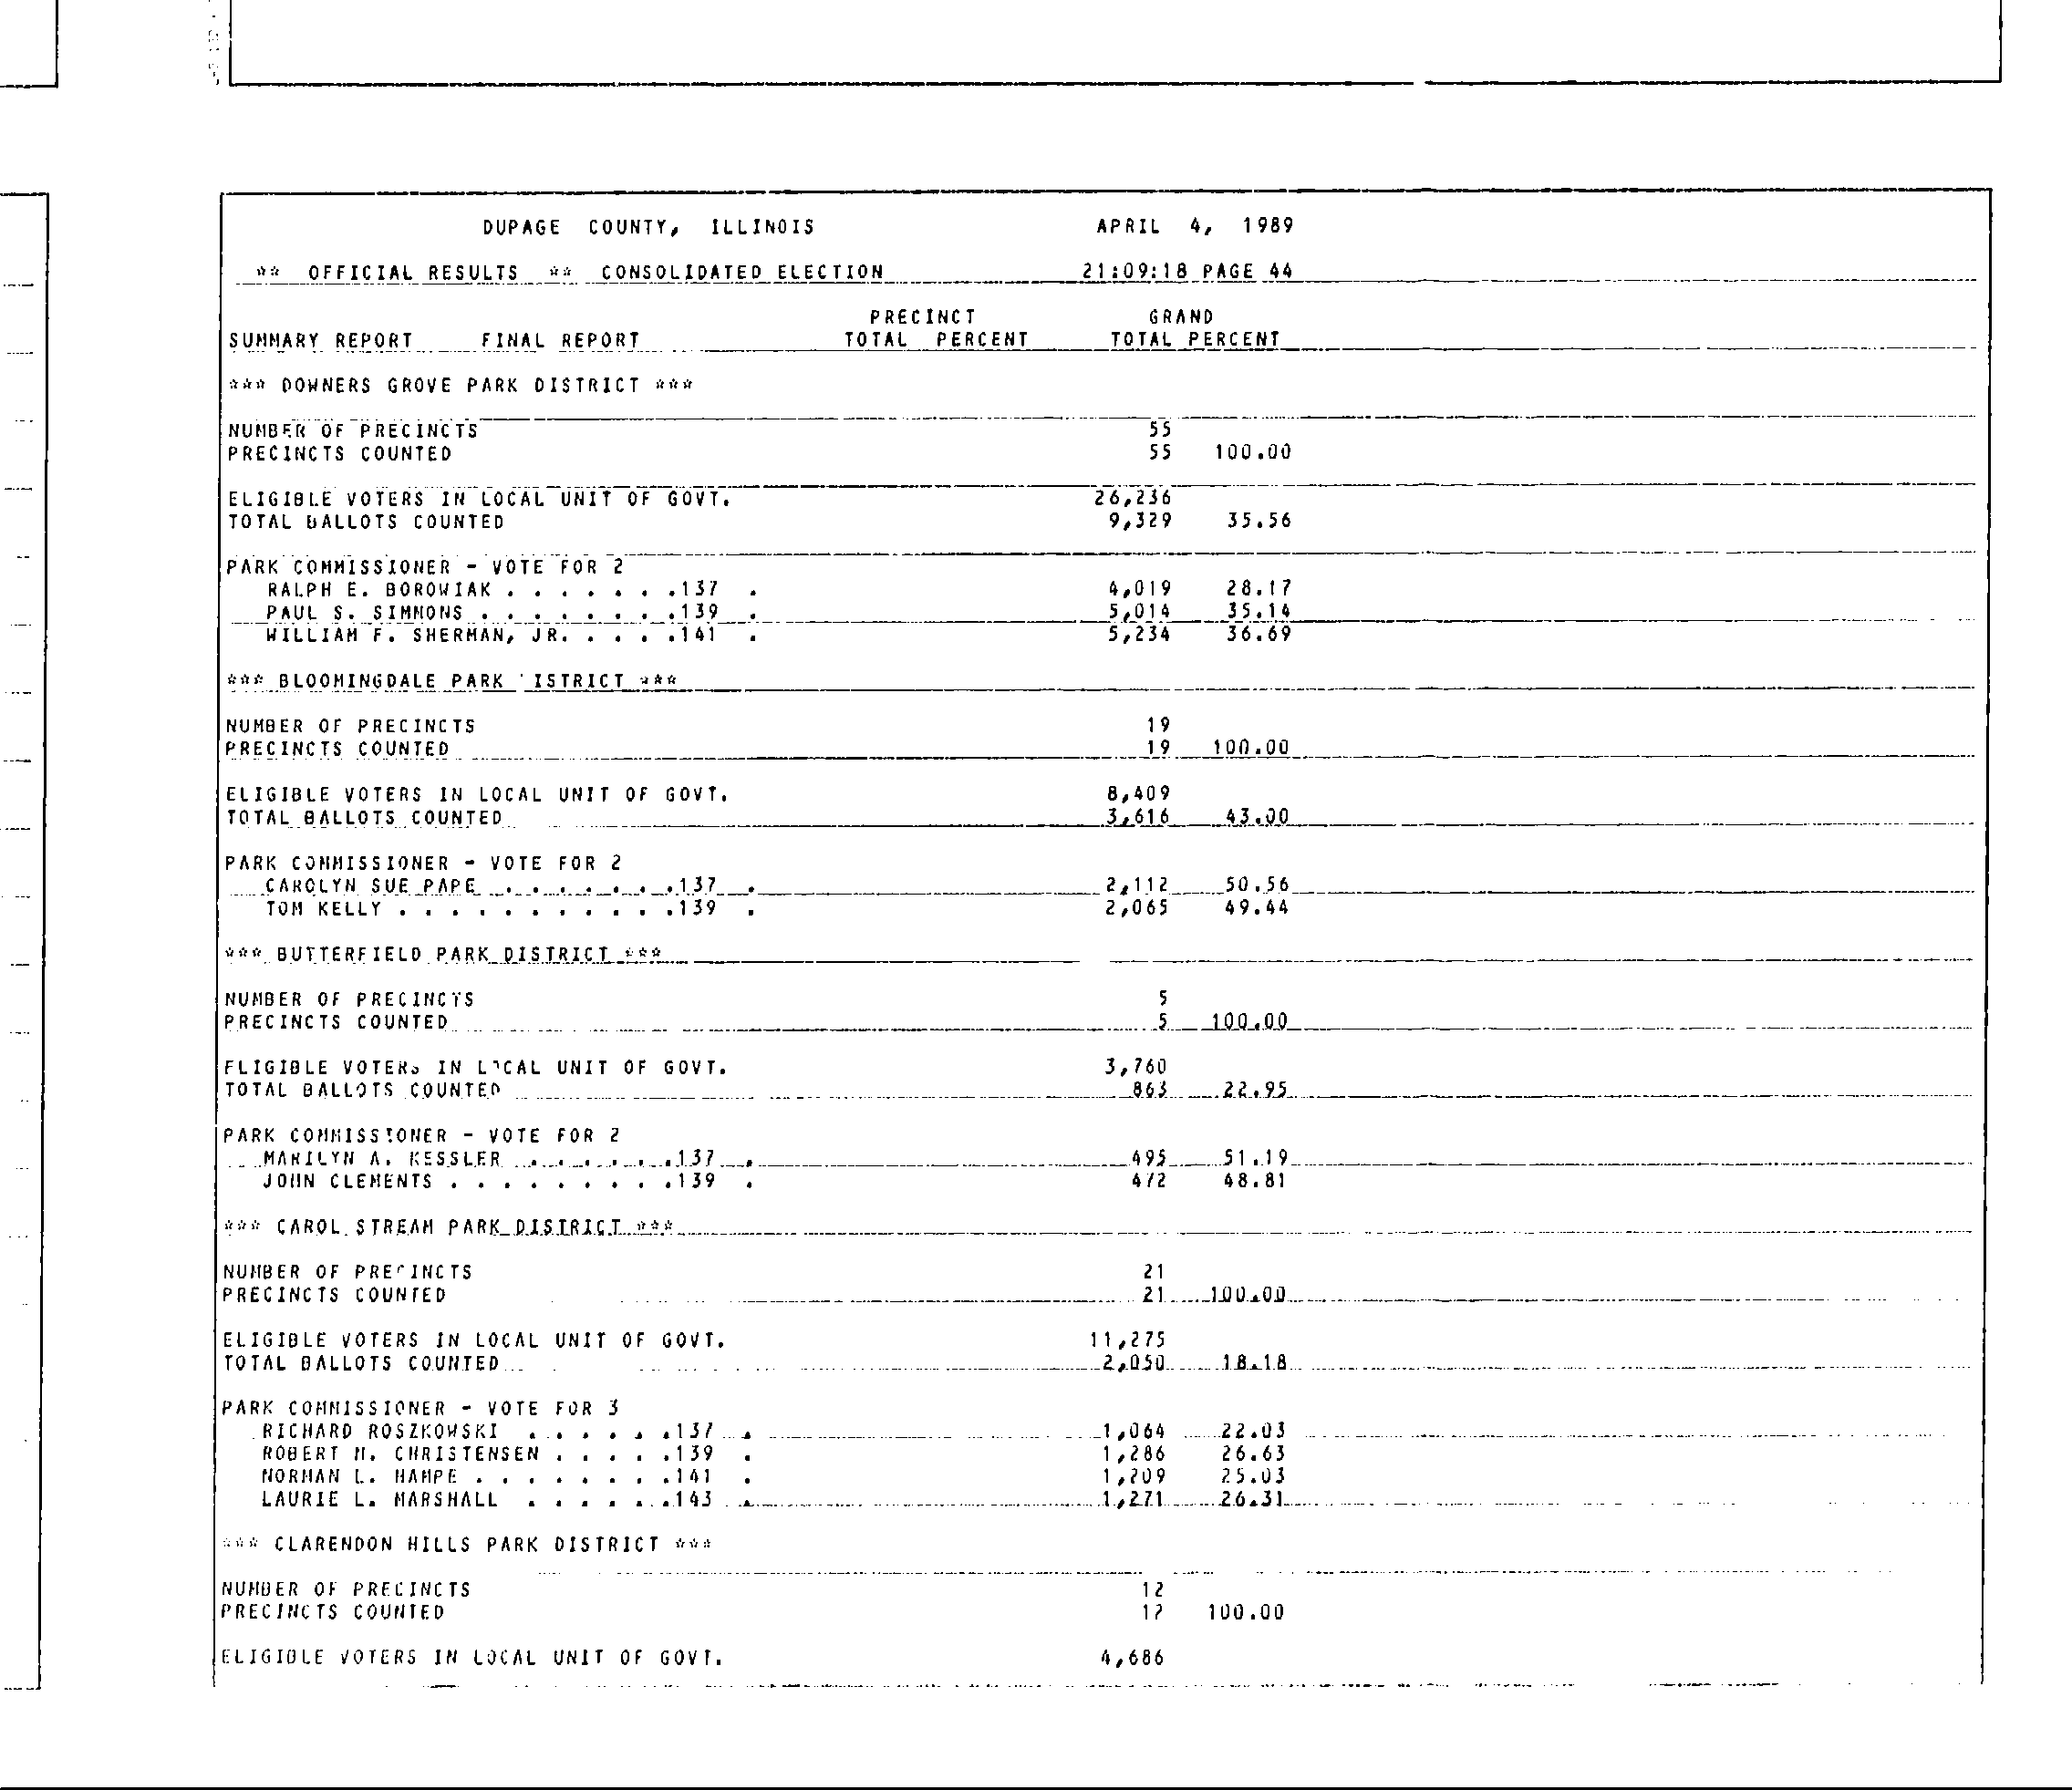 DUPAGE COUNTY, ILLINOIS APRIL 4, 1989
** OFFICIAL RESULTS ** CONSOLIDATED ELECTION 21:09:18 PAGE 44
PRECINCT GRAND
SUMMARY REPORT FINAL REPORT TOTAL PERCENT TOTAL PERCENT
*** DOWNERS GROVE PARK DISTRICT ***
NUMBER OF PRECINCTS 55
PRECINCTS COUNTED 55 100.00
ELIGIBLE VOTERS IN LOCAL UNIT OF GOVT. 26,236
TOTAL BALLOTS COUNTED 9,329 35.56
PARK COMMISSIONER - VOTE FOR 2
RALPH E. BOROWIAK . . . . . . .137 . 4,019 28.17
PAUL S. SIMMONS . . . . . . . .139 . 5,014 35.14
WILLIAM F. SHERMAN, JR. . . . .141 . 5,234 36.69
*** BLOOMINGDALE PARK 'ISTRICT ***
NUMBER OF PRECINCTS 19
PRECINCTS COUNTED 19 100.00
ELIGIBLE VOTERS IN LOCAL UNIT OF GOVT. 8,409
TOTAL BALLOTS COUNTED 3,616 43.00
PARK COMMISSIONER - VOTE FOR 2
CAROLYN SUE PAPE . . . . . . .137 . 2,112 50.56
TOM KELLY . . . . . . . . . . .139 . 2,065 49.44
*** BUTTERFIELD PARK DISTRICT ***
NUMBER OF PRECINCTS 5
PRECINCTS COUNTED 5 100.00
ELIGIBLE VOTERS IN LOCAL UNIT OF GOVT. 3,760
TOTAL BALLOTS COUNTED 863 22.95
PARK COMMISSIONER - VOTE FOR 2
MARILYN A. KESSLER . . . . . .137 . 495 51.19
JOHN CLEMENTS . . . . . . . . .139 . 472 48.81
*** CAROL STREAM PARK DISTRICT ***
NUMBER OF PRECINCTS 21
PRECINCTS COUNTED 21 100.00
ELIGIBLE VOTERS IN LOCAL UNIT OF GOVT. 11,275
TOTAL BALLOTS COUNTED 2,050 18.18
PARK COMMISSIONER - VOTE FOR 3
RICHARD ROSZKOWSKI . . . . . .137 . 1,064 22.03
ROBERT M. CHRISTENSEN . . . . .139 . 1,286 26.63
NORMAN L. HAMPE . . . . . . . .141 . 1,209 25.03
LAURIE L. MARSHALL . . . . . .143 . 1,271 26.31
*** CLARENDON HILLS PARK DISTRICT ***
NUMBER OF PRECINCTS 12
PRECINCTS COUNTED 12 100.00
ELIGIBLE VOTERS IN LOCAL UNIT OF GOVT. 4,686